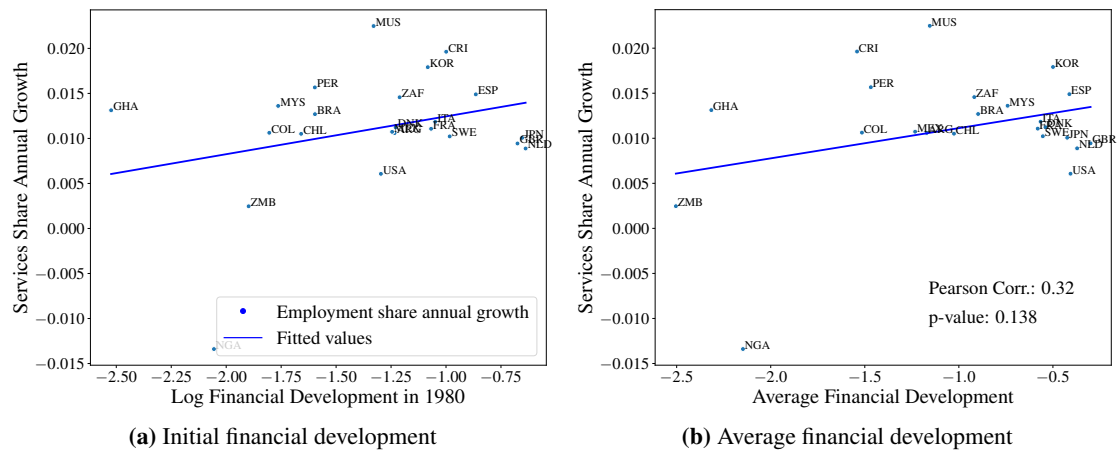 Services Share Annual Growth
0.020
0.015
0.010
0.005
0.000
−0.005
−0.010
−0.015
MUS
CRI
KOR
PER
ZAF
ESP
MYS
GHA
BRA
ITA
DNK
FRA
COL
CHL
SWE
JPN
GBR
NLD
USA
ZMB
NGA
Employment share annual growth
Fitted values
−2.50
−2.25
−2.00
−1.75
−1.50
−1.25
−1.00
−0.75
Log Financial Development in 1980
(a) Initial financial development
Services Share Annual Growth
0.020
0.015
0.010
0.005
0.000
−0.005
−0.010
−0.015
MUS
CRI
KOR
PER
ZAF
ESP
MYS
GHA
BRA
ITA
DNK
COL
MEX
ARG
CHL
SWE
JPN
GBR
NLD
USA
ZMB
NGA
Pearson Corr.: 0.32
p-value: 0.138
−2.5
−2.0
−1.5
−1.0
−0.5
Average Financial Development
(b) Average financial development